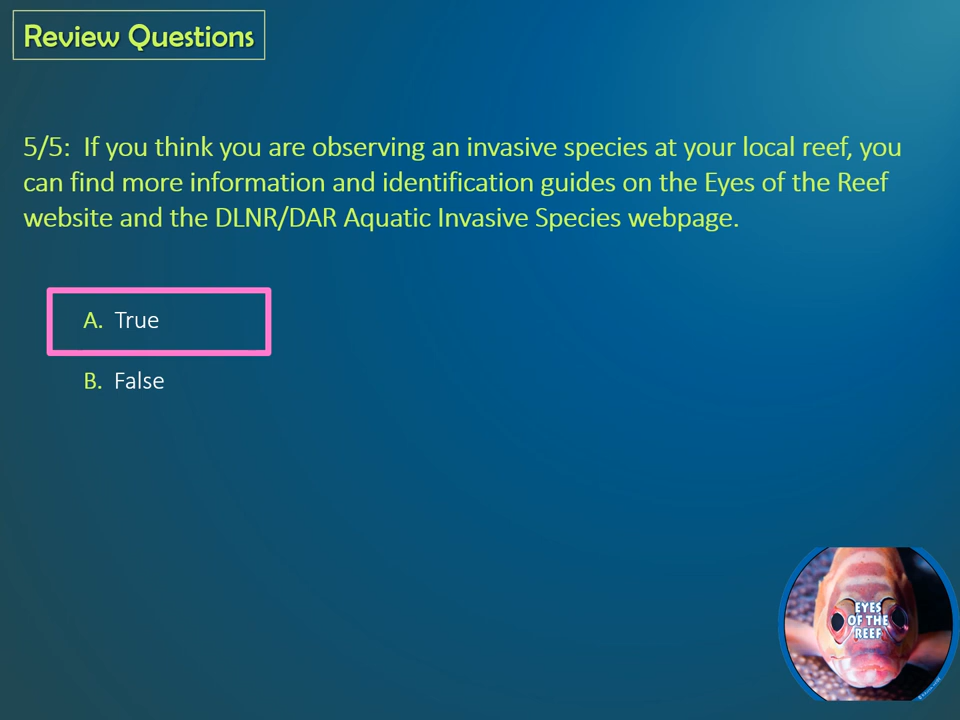 Review Questions
5/5:  If you think you are observing an invasive species at your local reef, you
can find more information and identification guides on the Eyes of the Reef
website and the DLNR/DAR Aquatic Invasive Species webpage.
A. True
B. False
EYES
OF THE
REEF